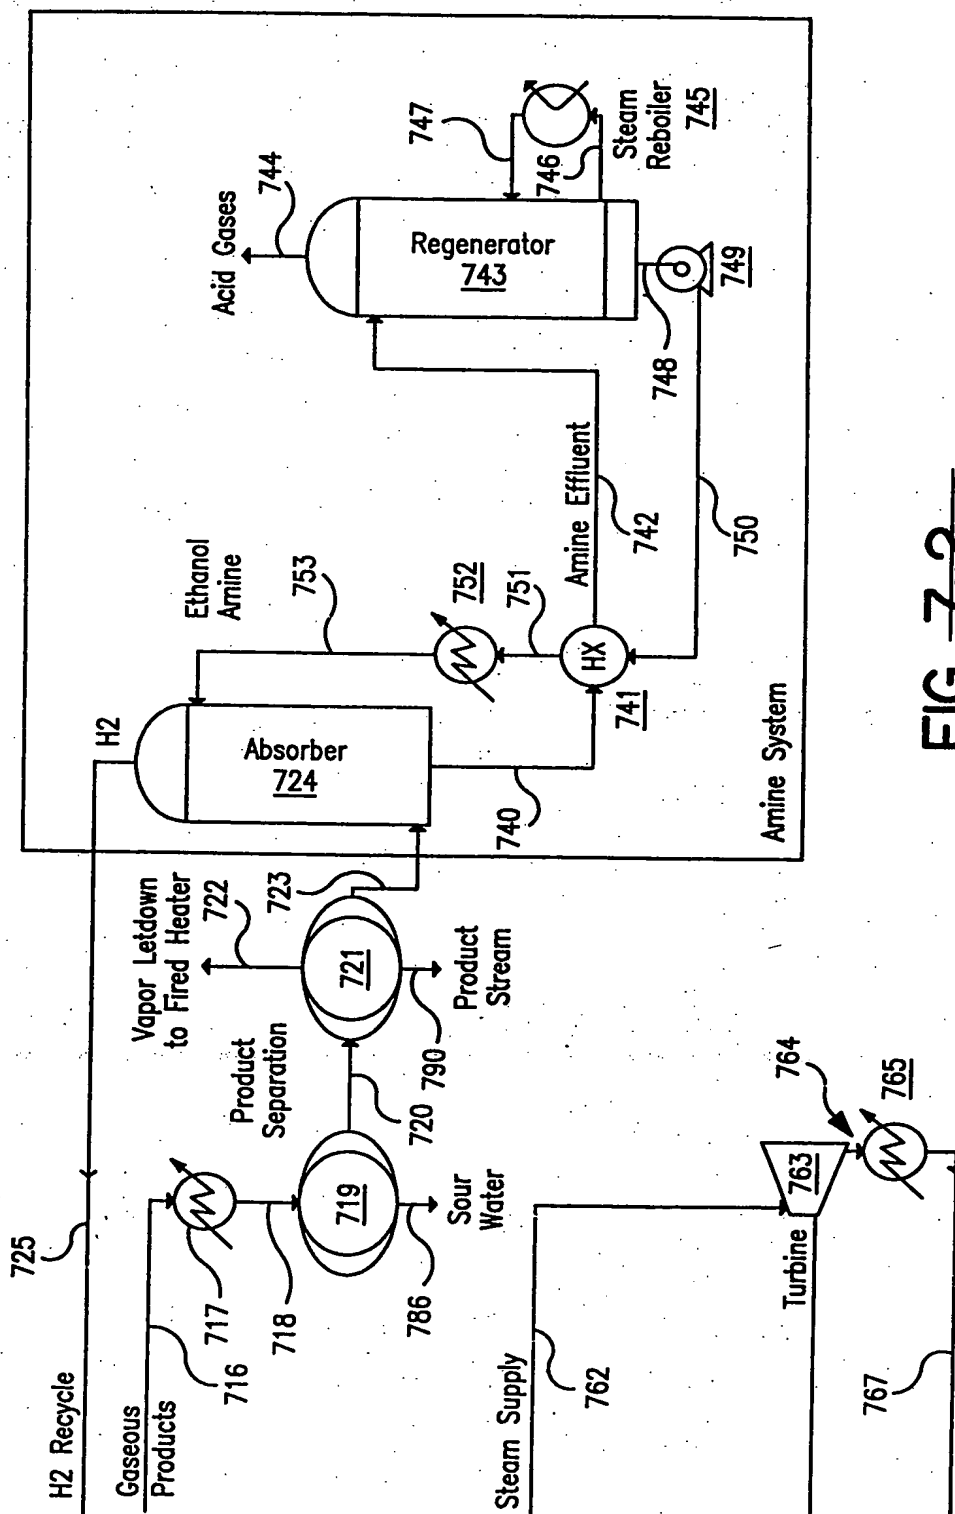 H2 Recycle
725
Gaseous
Products
716
717
718
719
786
Sour
Water
Product
Separation
720
721
Vapor Letdown
to Fired Heater
722
723
790
Product
Stream
H2
Absorber
724
740
HX
741
751
752
753
Ethanol
Amine
Amine Effluent
742
750
Acid Gases
744
Regenerator
743
747
746
Steam
Reboiler
745
748
749
Amine System
Steam Supply
762
Turbine
763
764
765
767
FIG 7-2